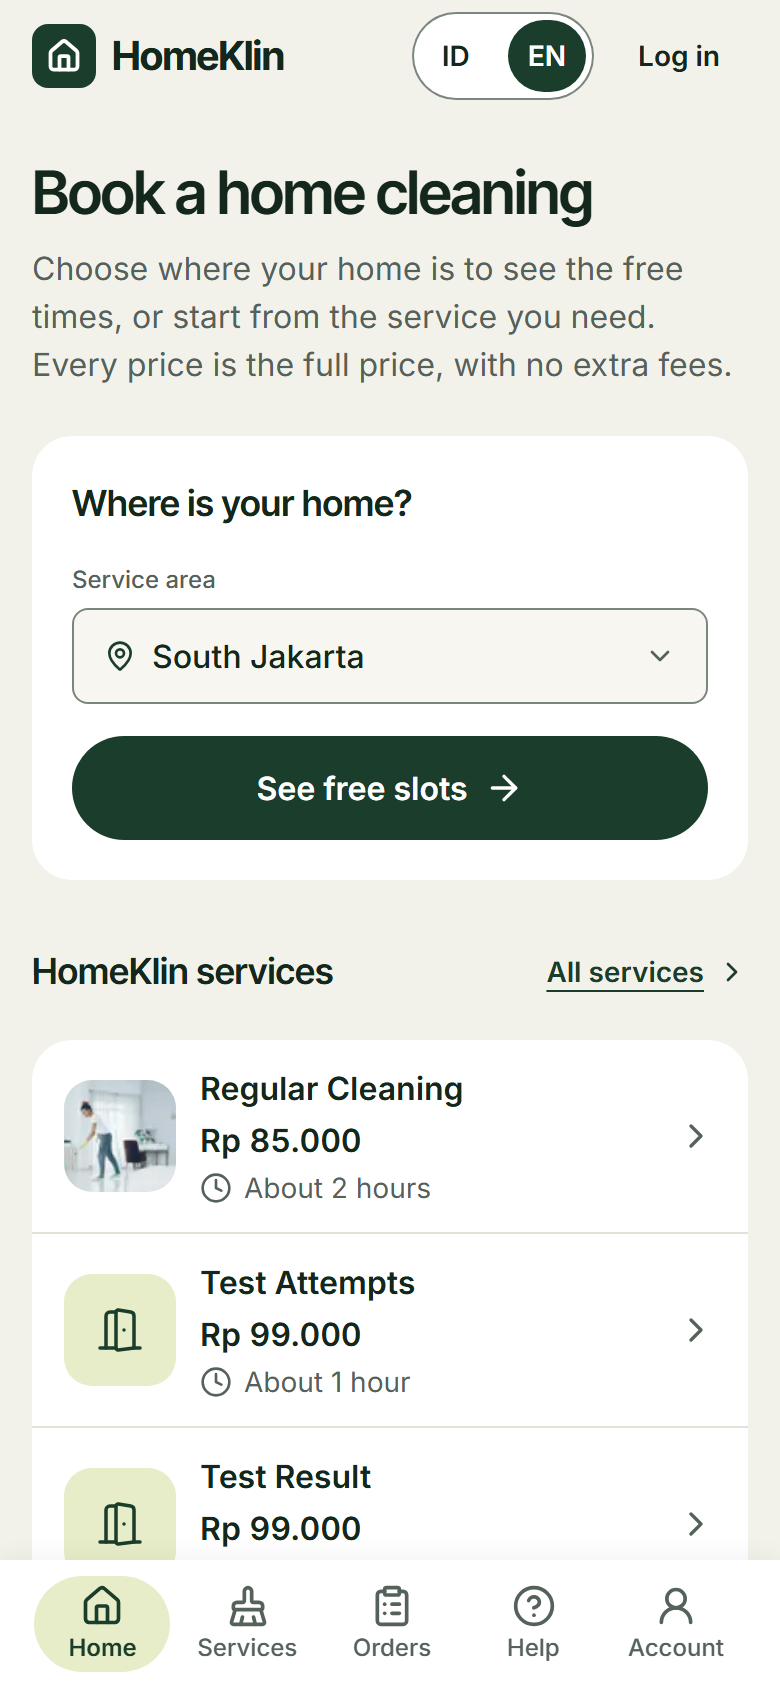 HomeKlin
ID
EN
Log in
Book a home cleaning
Choose where your home is to see the free
times, or start from the service you need.
Every price is the full price, with no extra fees.
Where is your home?
Service area
South Jakarta
See free slots
HomeKlin services
All services
Regular Cleaning
Rp 85.000
About 2 hours
Test Attempts
Rp 99.000
About 1 hour
Test Result
Rp 99.000
Home
Services
Orders
Help
Account